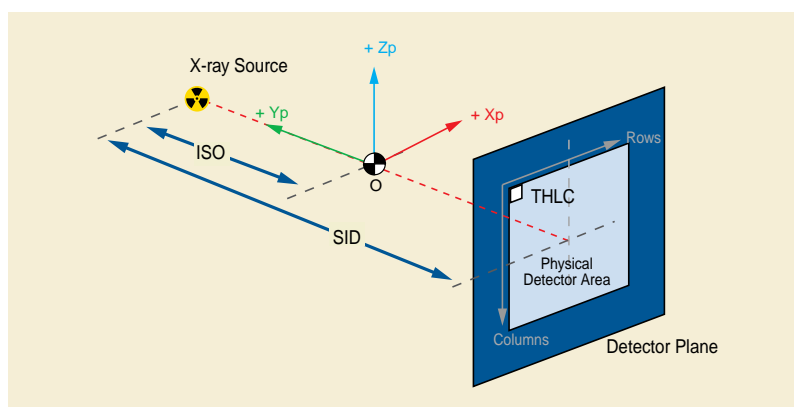 + Zp
X-ray Source
+ Yp
+ Xp
Rows
ISO
O
THLC
SID
Physical
Detector Area
Columns
Detector Plane